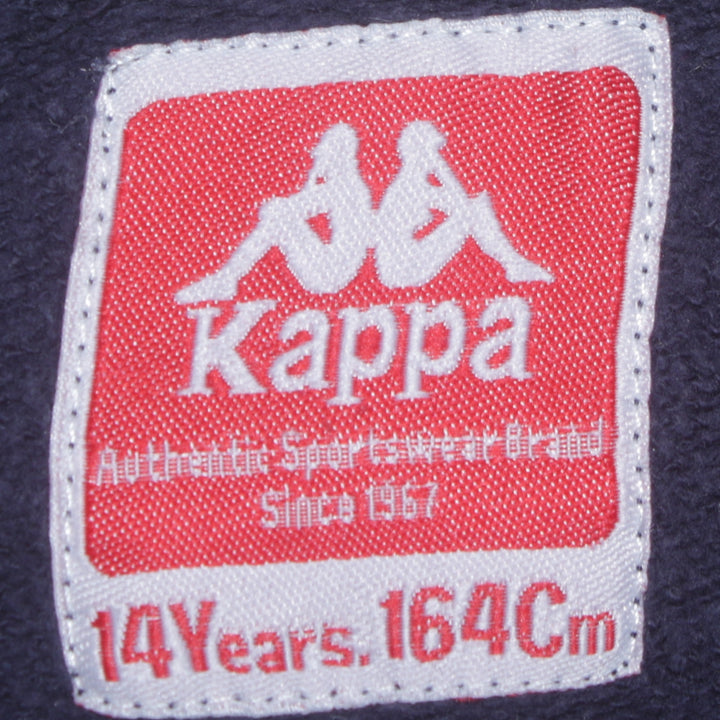 Kappa
Authentic Sportswear Brand
Since 1967
14Years. 164Cm